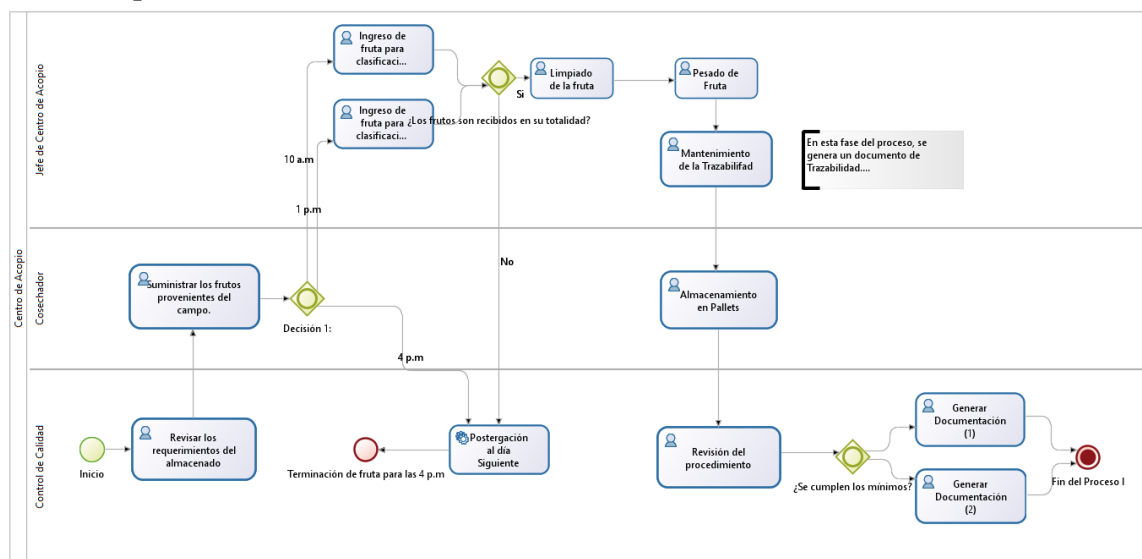 Centro de Acopio
Jefe de Centro de Acopio
Ingreso de
fruta para
clasificaci...
Ingreso de
fruta para
clasificaci...
10 a.m
1 p.m
¿Los frutos son recibidos en su totalidad?
Si
No
Limpiado
de la fruta
Pesado de
Fruta
Mantenimiento
de la Trazabilifad
En esta fase del proceso, se
genera un documento de
Trazabilidad....
Cosechador
Suministrar los frutos
provenientes del
campo.
Decisión 1:
4 p.m
Almacenamiento
en Pallets
Control de Calidad
Inicio
Revisar los
requerimientos del
almacenado
Terminación de fruta para las 4 p.m
Postergación
al día
Siguiente
Revisión del
procedimiento
¿Se cumplen los mínimos?
Generar
Documentación
(1)
Generar
Documentación
(2)
Fin del Proceso I